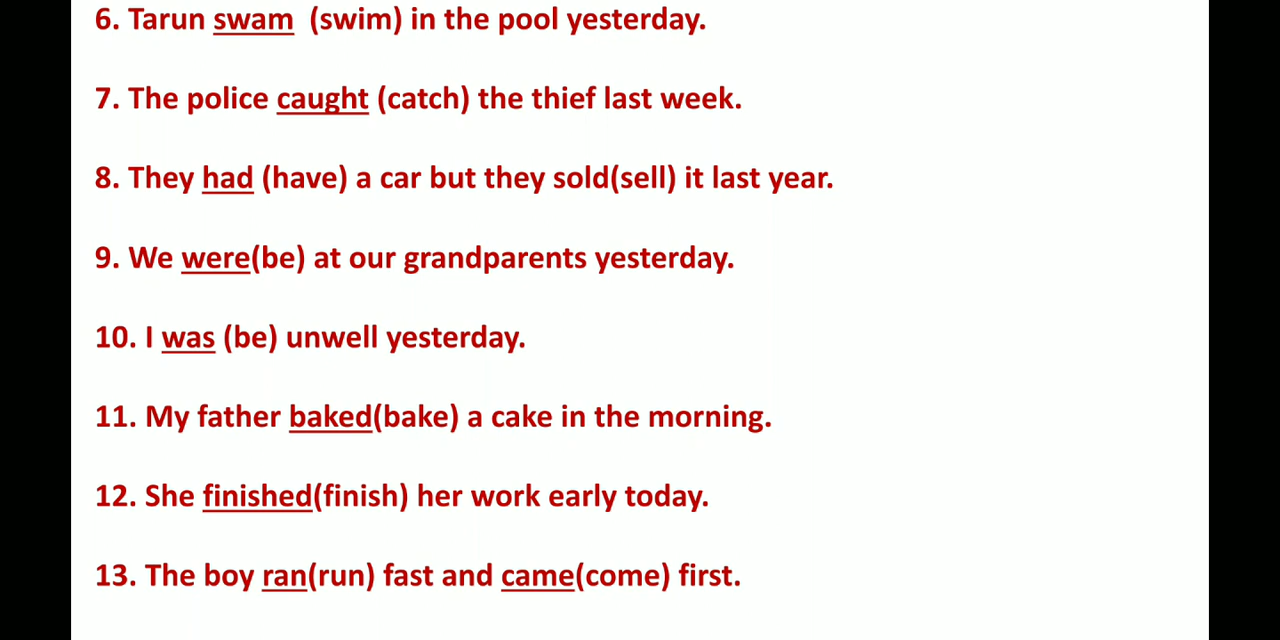 6. Tarun swam (swim) in the pool yesterday.
7. The police caught (catch) the thief last week.
8. They had (have) a car but they sold(sell) it last year.
9. We were(be) at our grandparents yesterday.
10. I was (be) unwell yesterday.
11. My father baked(bake) a cake in the morning.
12. She finished(finish) her work early today.
13. The boy ran(run) fast and came(come) first.